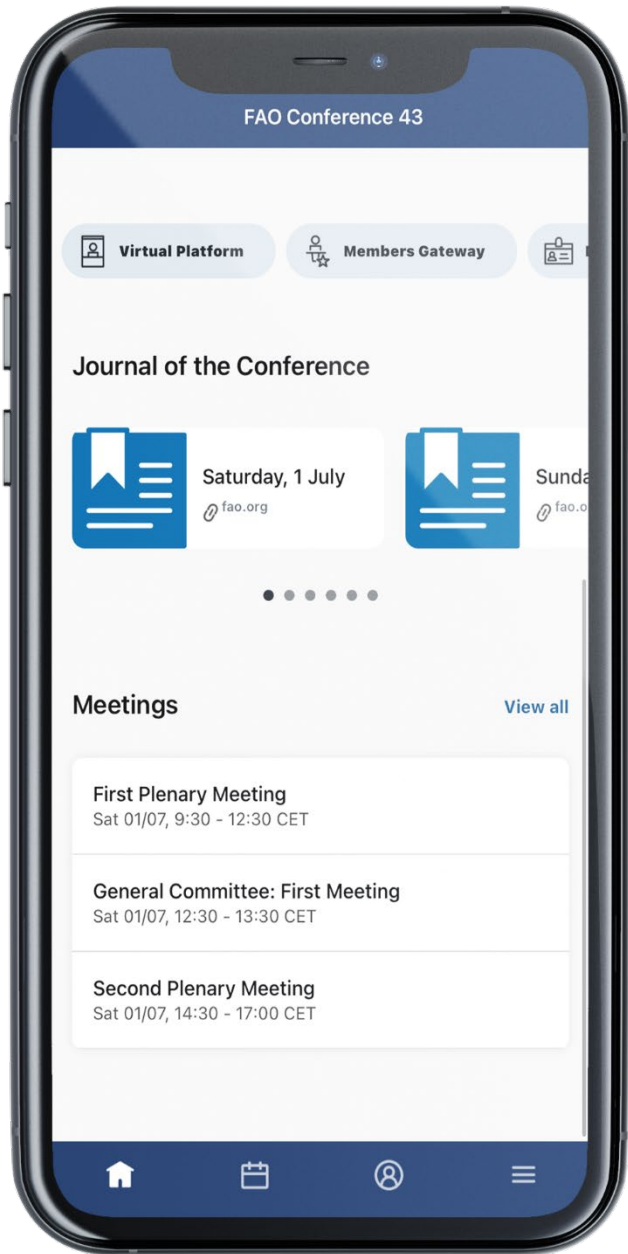 FAO Conference 43
Virtual Platform
Members Gateway
Journal of the Conference
Saturday, 1 July
fao.org
Meetings
View all
First Plenary Meeting
Sat 01/07, 9:30 - 12:30 CET
General Committee: First Meeting
Sat 01/07, 12:30 - 13:30 CET
Second Plenary Meeting
Sat 01/07, 14:30 - 17:00 CET